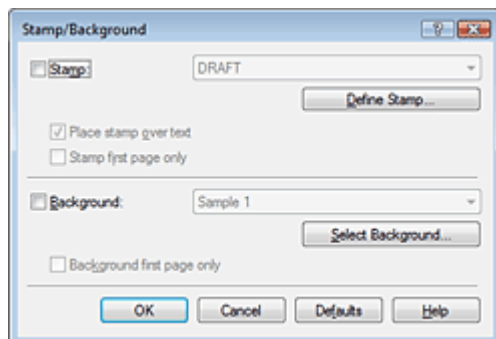 Stamp/Background
Stamp: DRAFT
Define Stamp...
Place stamp over text
Stamp first page only
Background: Sample 1
Select Background...
Background first page only
OK Cancel Defaults Help